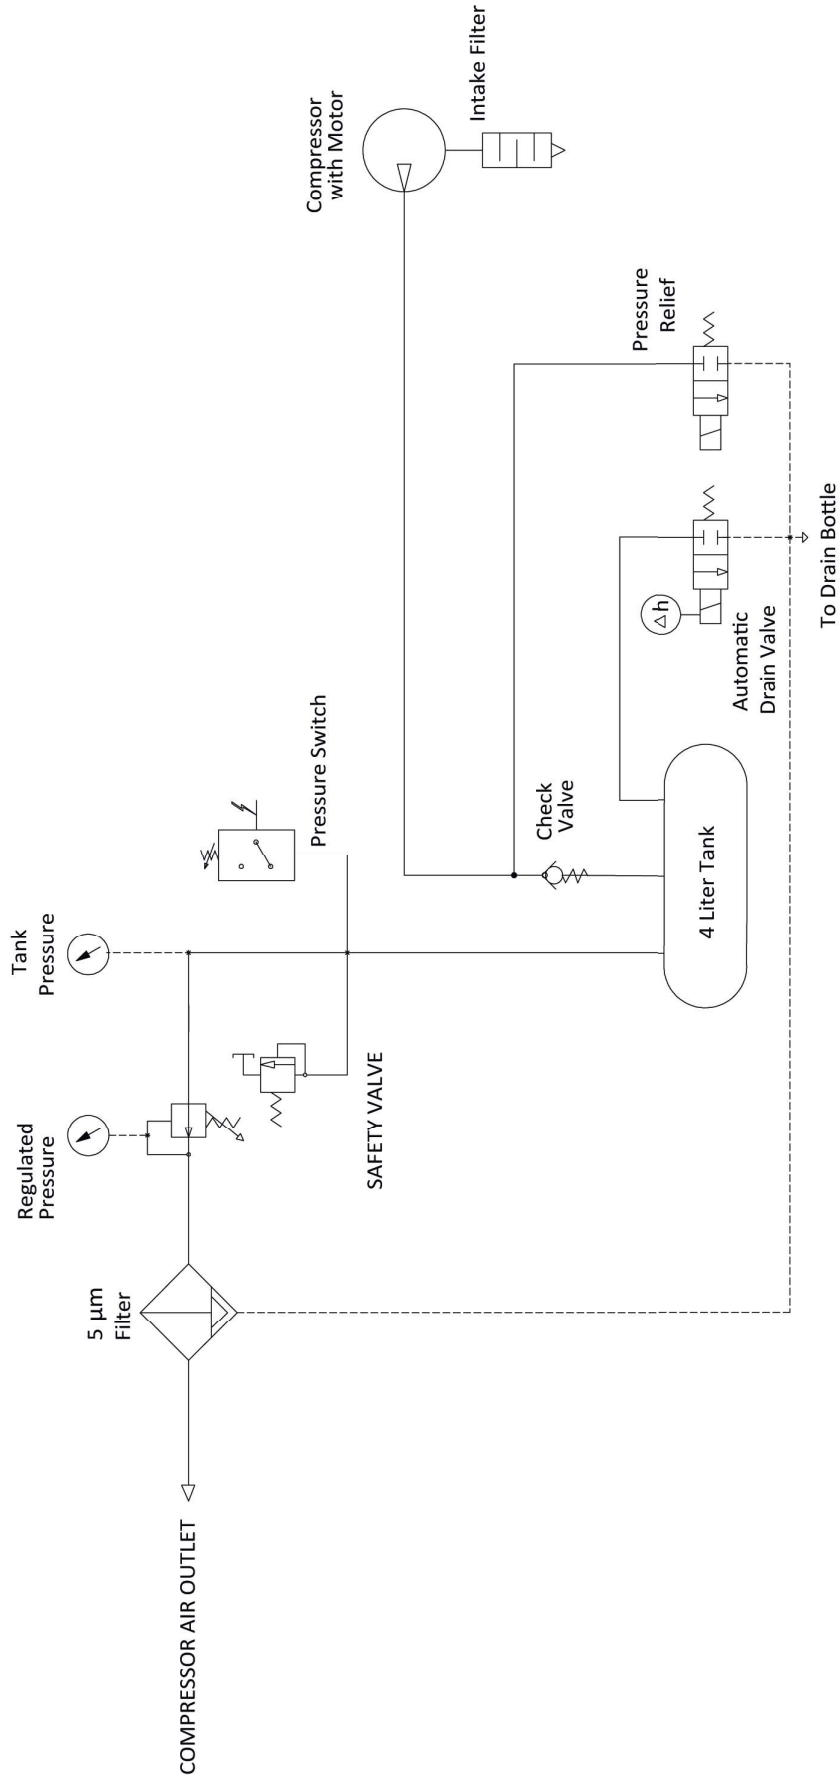 COMPRESSOR AIR OUTLET
5 µm
Filter
Regulated
Pressure
Tank
Pressure
SAFETY VALVE
Pressure Switch
Compressor
with Motor
Intake Filter
Check
Valve
4 Liter Tank
Δh
Automatic
Drain Valve
Pressure
Relief
To Drain Bottle